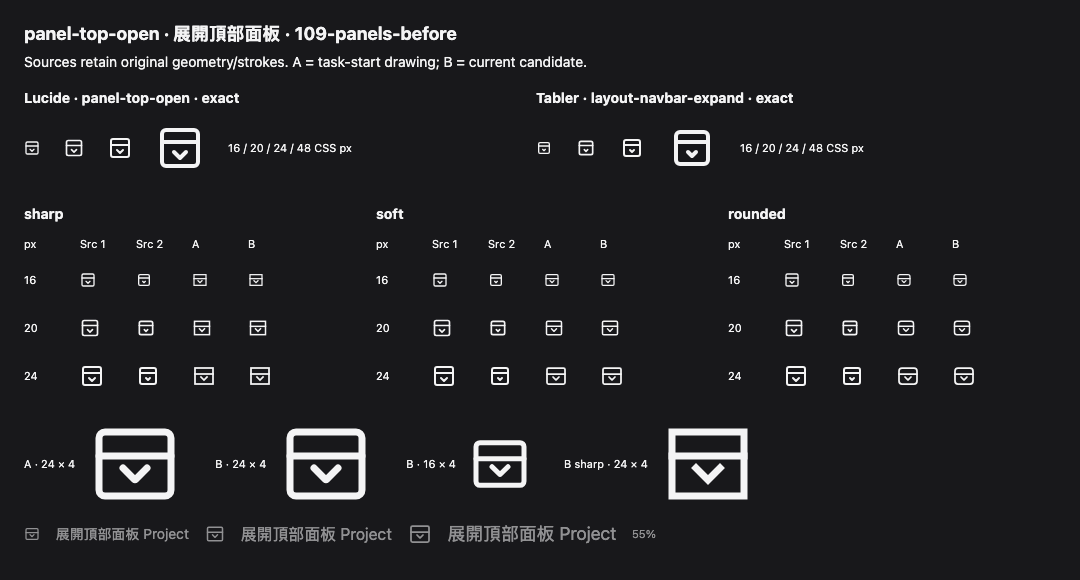 panel-top-open · 展開頂部面板 · 109-panels-before
Sources retain original geometry/strokes. A = task-start drawing; B = current candidate.
Lucide · panel-top-open · exact
Tabler · layout-navbar-expand · exact
16 / 20 / 24 / 48 CSS px
16 / 20 / 24 / 48 CSS px
sharp
soft
rounded
px Src 1 Src 2 A B
px Src 1 Src 2 A B
px Src 1 Src 2 A B
16
16
16
20
20
20
24
24
24
A · 24 × 4
B · 24 × 4
B · 16 × 4
B sharp · 24 × 4
展開頂部面板 Project
展開頂部面板 Project
展開頂部面板 Project
55%